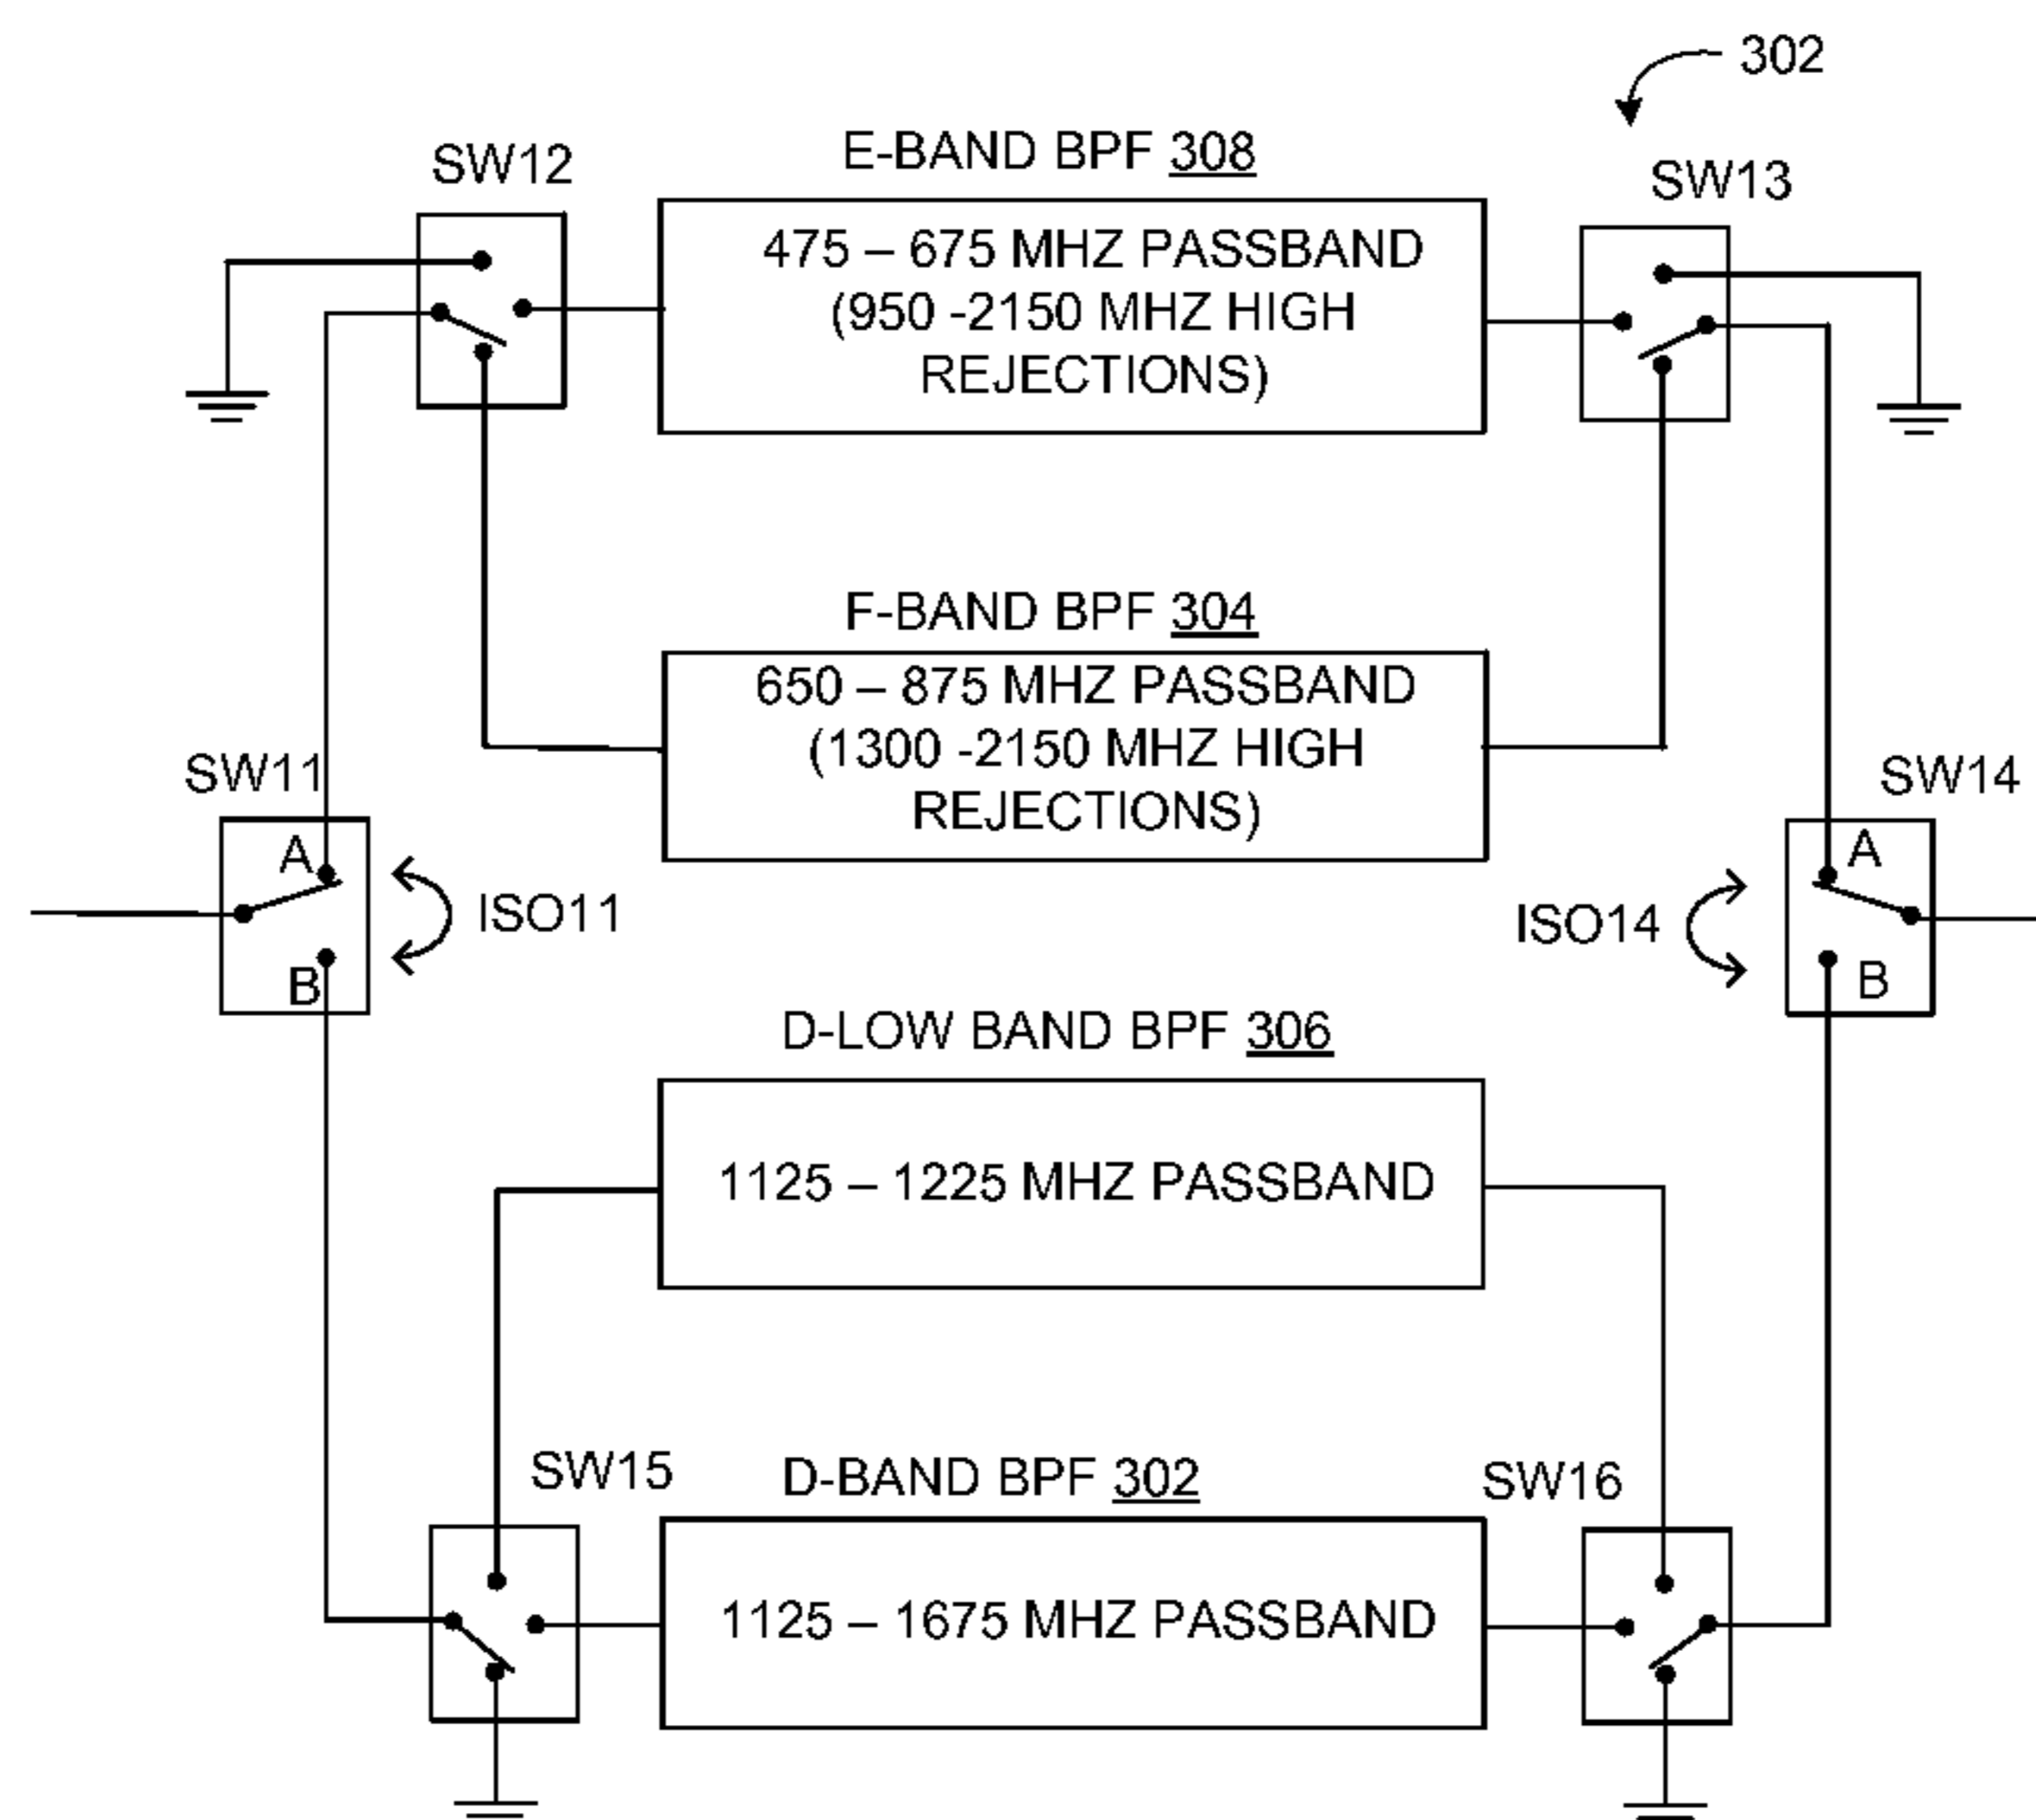 302
E-BAND BPF 308
SW12
SW13
475 – 675 MHZ PASSBAND
(950 -2150 MHZ HIGH
REJECTIONS)
F-BAND BPF 304
650 – 875 MHZ PASSBAND
(1300 -2150 MHZ HIGH
REJECTIONS)
SW11
SW14
A
A
ISO11
ISO14
B
B
D-LOW BAND BPF 306
1125 – 1225 MHZ PASSBAND
SW15
D-BAND BPF 302
SW16
1125 – 1675 MHZ PASSBAND